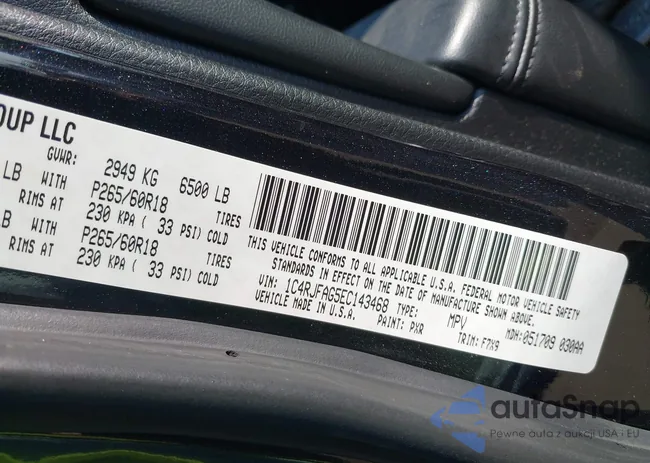 OUP LLC
GVWR: 2949 KG 6500 LB
LB WITH P265/60R18 TIRES
RIMS AT 230 KPA ( 33 PSI) COLD
LB WITH P265/60R18 TIRES
RIMS AT 230 KPA ( 33 PSI) COLD
THIS VEHICLE CONFORMS TO ALL APPLICABLE U.S.A. FEDERAL MOTOR VEHICLE SAFETY
STANDARDS IN EFFECT ON THE DATE OF MANUFACTURE SHOWN ABOVE.
VIN: 1C4RJFAG5EC143468 TYPE: MPV
VEHICLE MADE IN U.S.A. PAINT: PXR TRIM: F7X9 MDH: 051709 030AA
autoSnap
Pewne auta z aukcji USA i EU